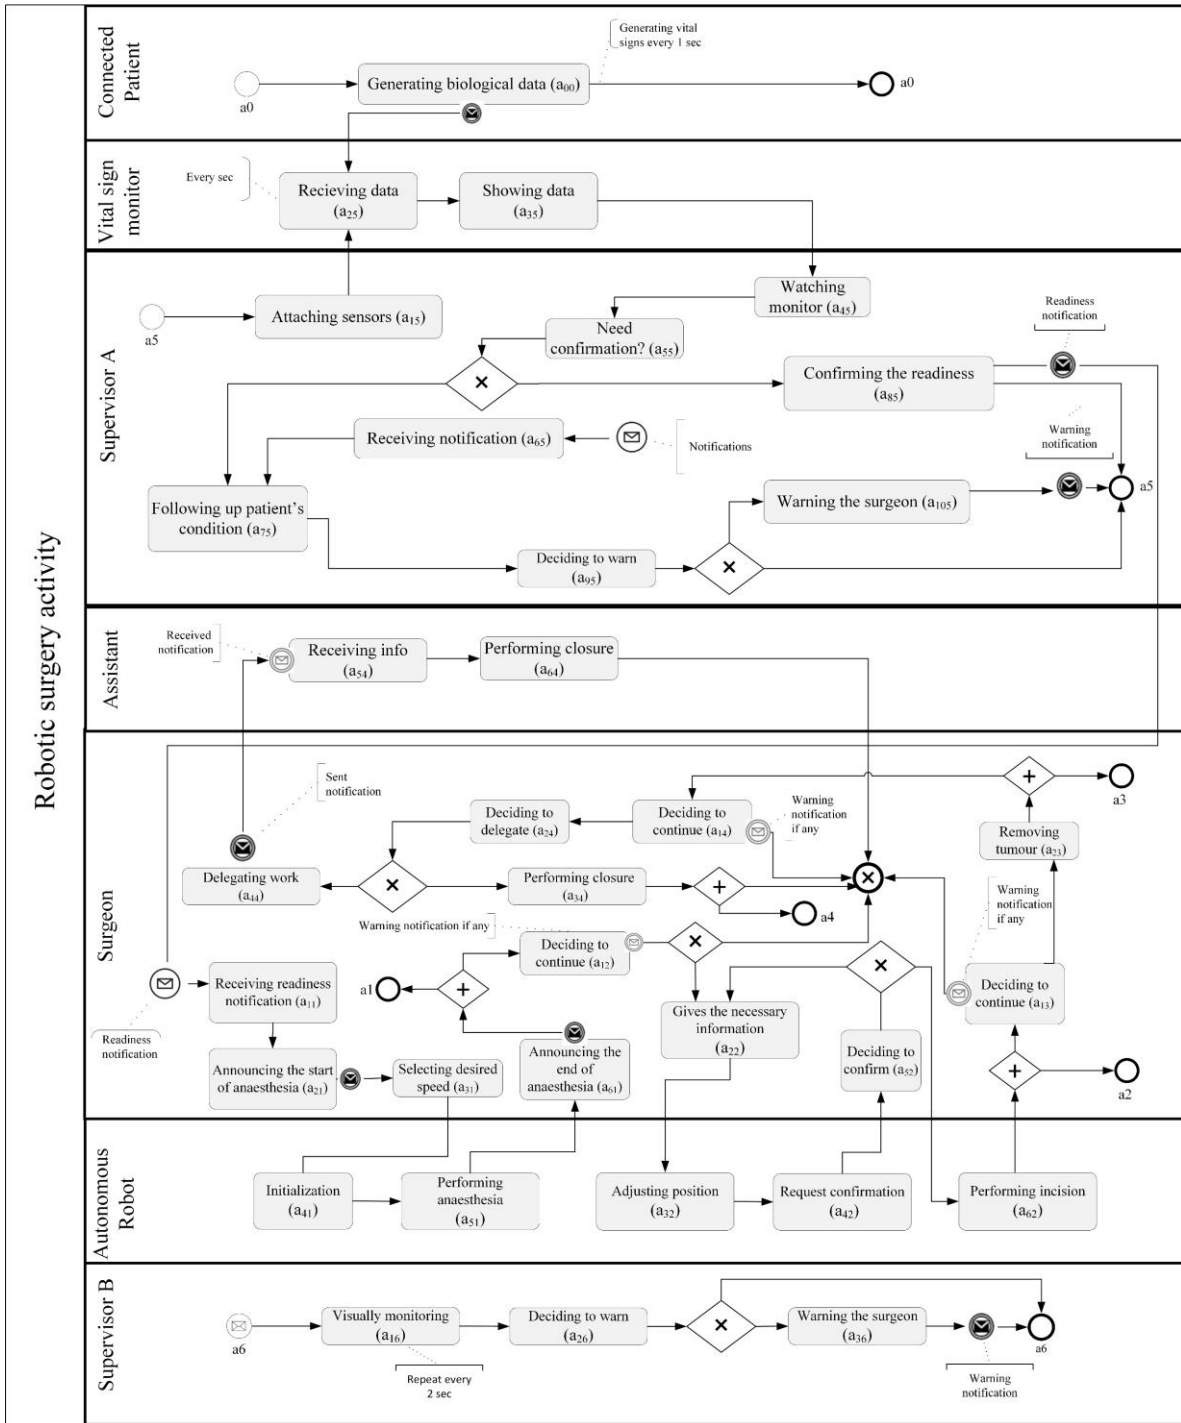 Robotic surgery activity
Connected
Patient
Generating vital
signs every 1 sec
Generating biological data (a00)
a0
a0
Vital sign
monitor
Every sec
Recieving data
(a25)
Showing data
(a35)
Supervisor A
a5
Attaching sensors (a15)
Watching
monitor (a45)
Need
confirmation? (a55)
Readiness
notification
Confirming the readiness
(a85)
Receiving notification (a65)
Notifications
Warning
notification
Following up patient's
condition (a75)
Warning the surgeon (a105)
a5
Deciding to warn
(a95)
Assistant
Received
notification
Receiving info
(a54)
Performing closure
(a64)
Surgeon
Sent
notification
Deciding to
delegate (a24)
Deciding to
continue (a14)
Warning
notification
if any
a3
Removing
tumour (a23)
Delegating work
(a44)
Performing closure
(a34)
a4
Warning
notification
if any
Warning notification if any
Deciding to
continue (a12)
a1
Receiving readiness
notification (a11)
Readiness
notification
Gives the necessary
information
(a22)
Deciding to
continue (a13)
Announcing the start
of anaesthesia (a21)
Selecting desired
speed (a31)
Announcing the
end of
anaesthesia (a61)
Deciding to
confirm (a52)
a2
Autonomous
Robot
Initialization
(a41)
Performing
anaesthesia
(a51)
Adjusting position
(a32)
Request confirmation
(a42)
Performing incision
(a62)
Supervisor B
a6
Visually monitoring
(a16)
Deciding to warn
(a26)
Warning the surgeon
(a36)
a6
Repeat every
2 sec
Warning
notification